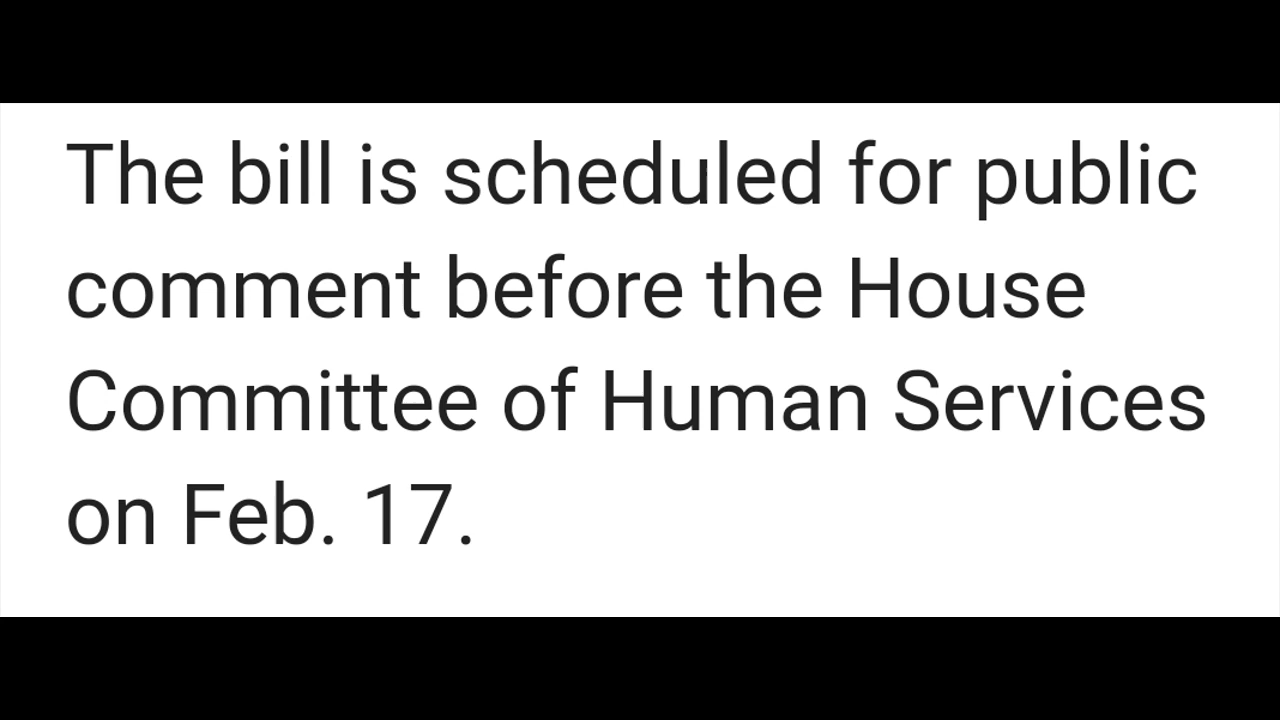 The bill is scheduled for public
comment before the House
Committee of Human Services
on Feb. 17.